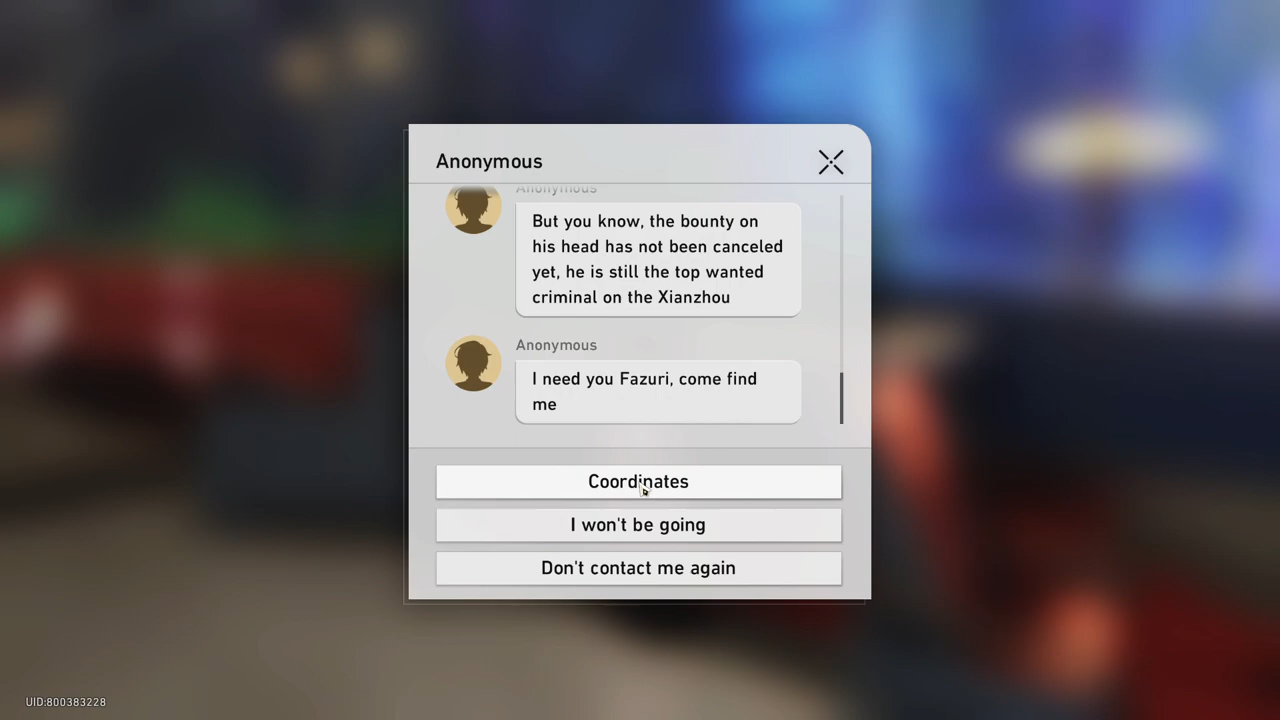 Anonymous
Anonymous
But you know, the bounty on
his head has not been canceled
yet, he is still the top wanted
criminal on the Xianzhou
Anonymous
I need you Fazuri, come find
me
Coordinates
I won't be going
Don't contact me again
UID:800383228